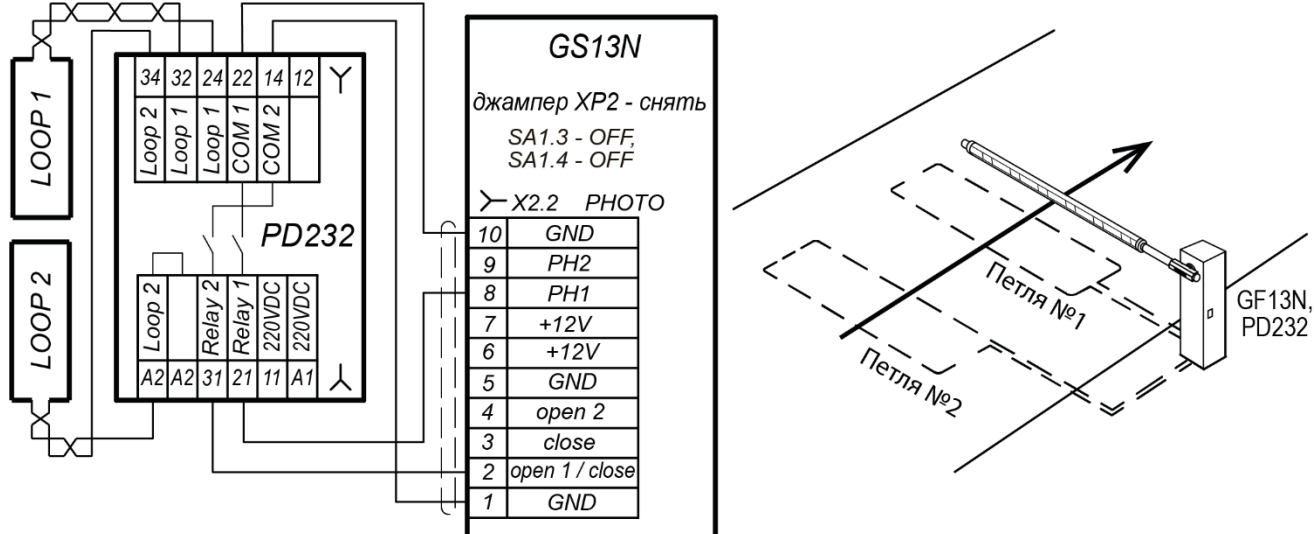 LOOP 1
LOOP 2
34 32 24 22 14 12
Loop 2
Loop 1
Loop 1
COM 1
COM 2
PD232
Loop 2
Relay 2
Relay 1
220VDC
220VDC
A2 A2 31 21 11 A1
GS13N
джампер XP2 - снять
SA1.3 - OFF,
SA1.4 - OFF
X2.2 PHOTO
10 GND
9 PH2
8 PH1
7 +12V
6 +12V
5 GND
4 open 2
3 close
2 open 1 / close
1 GND
Петля №1
Петля №2
GF13N,
PD232